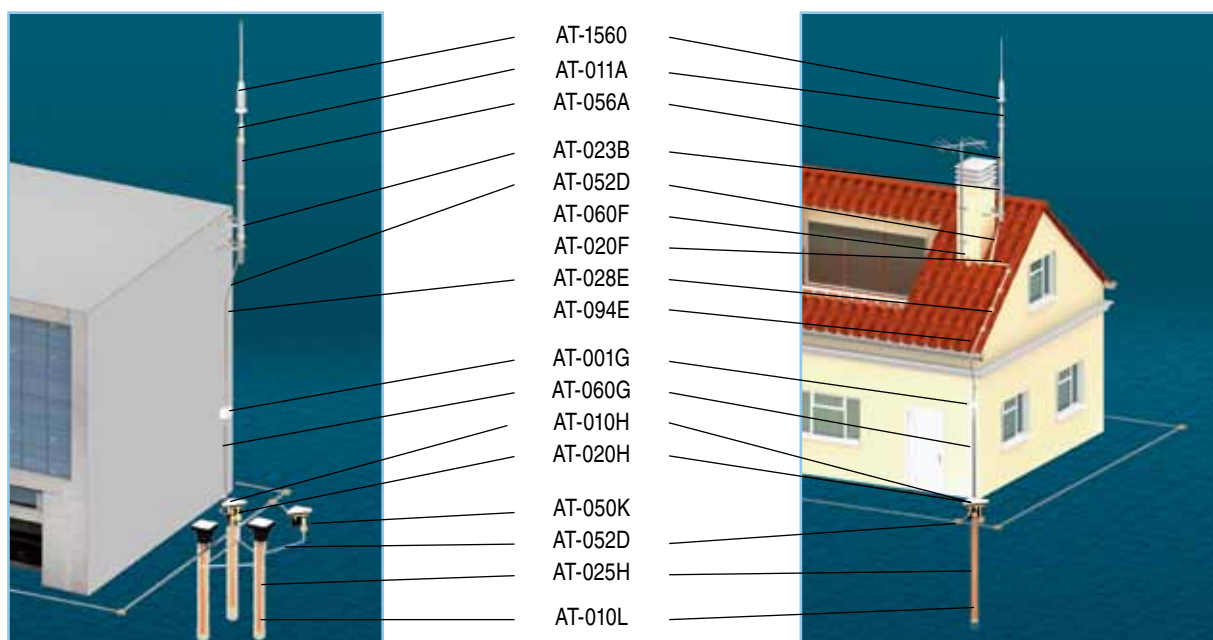 AT-1560
AT-011A
AT-056A
AT-023B
AT-052D
AT-060F
AT-020F
AT-028E
AT-094E
AT-001G
AT-060G
AT-010H
AT-020H
AT-050K
AT-052D
AT-025H
AT-010L